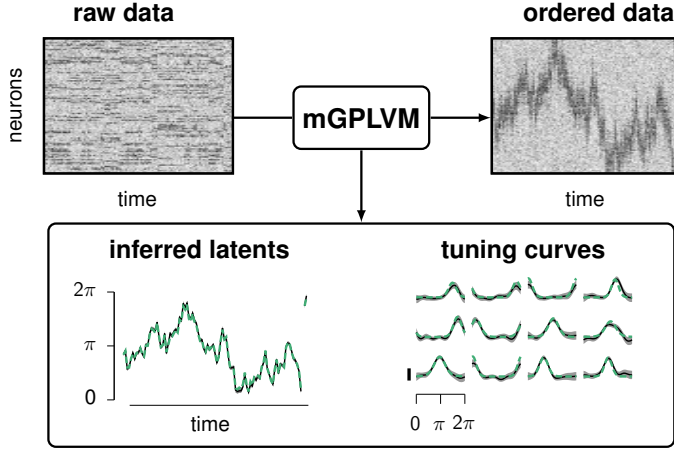 raw data
ordered data
neurons
mGPLVM
time
time
inferred latents
tuning curves
2π
π
0
time
0 π 2π